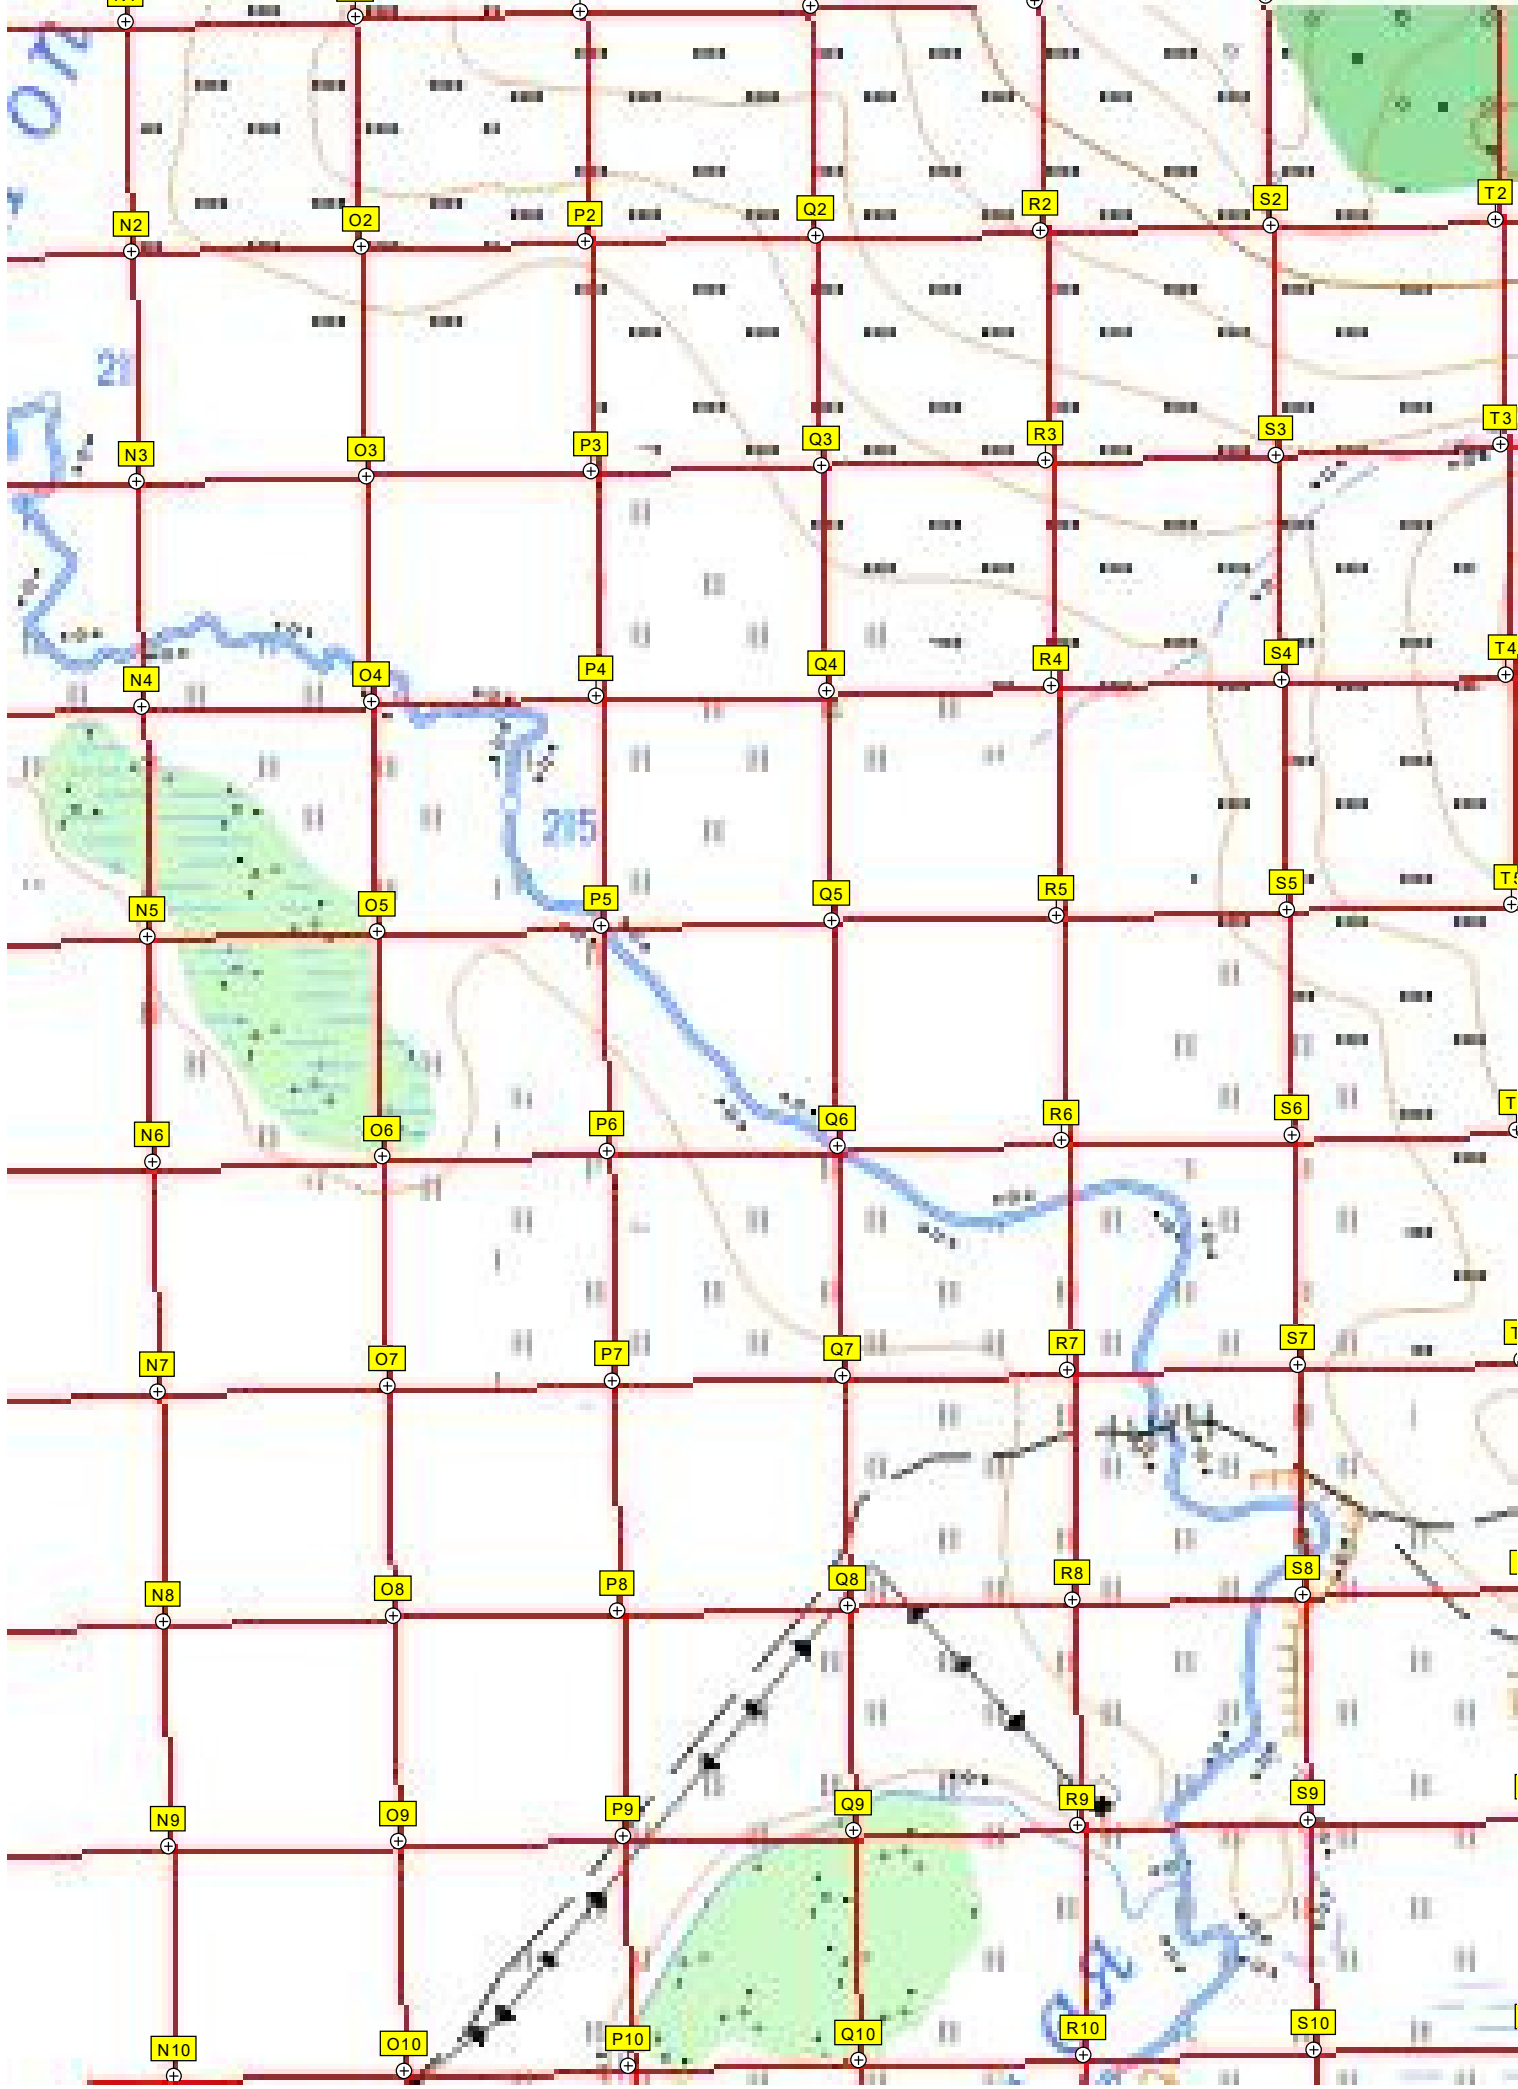 N2 O2 P2 Q2 R2 S2 T2
21
N3 O3 P3 Q3 R3 S3 T3
N4 O4 P4 Q4 R4 S4 T4
215
N5 O5 P5 Q5 R5 S5
N6 O6 P6 Q6 R6 S6
N7 O7 P7 Q7 R7 S7
N8 O8 P8 Q8 R8 S8
N9 O9 P9 Q9 R9 S9
N10 O10 P10 Q10 R10 S10